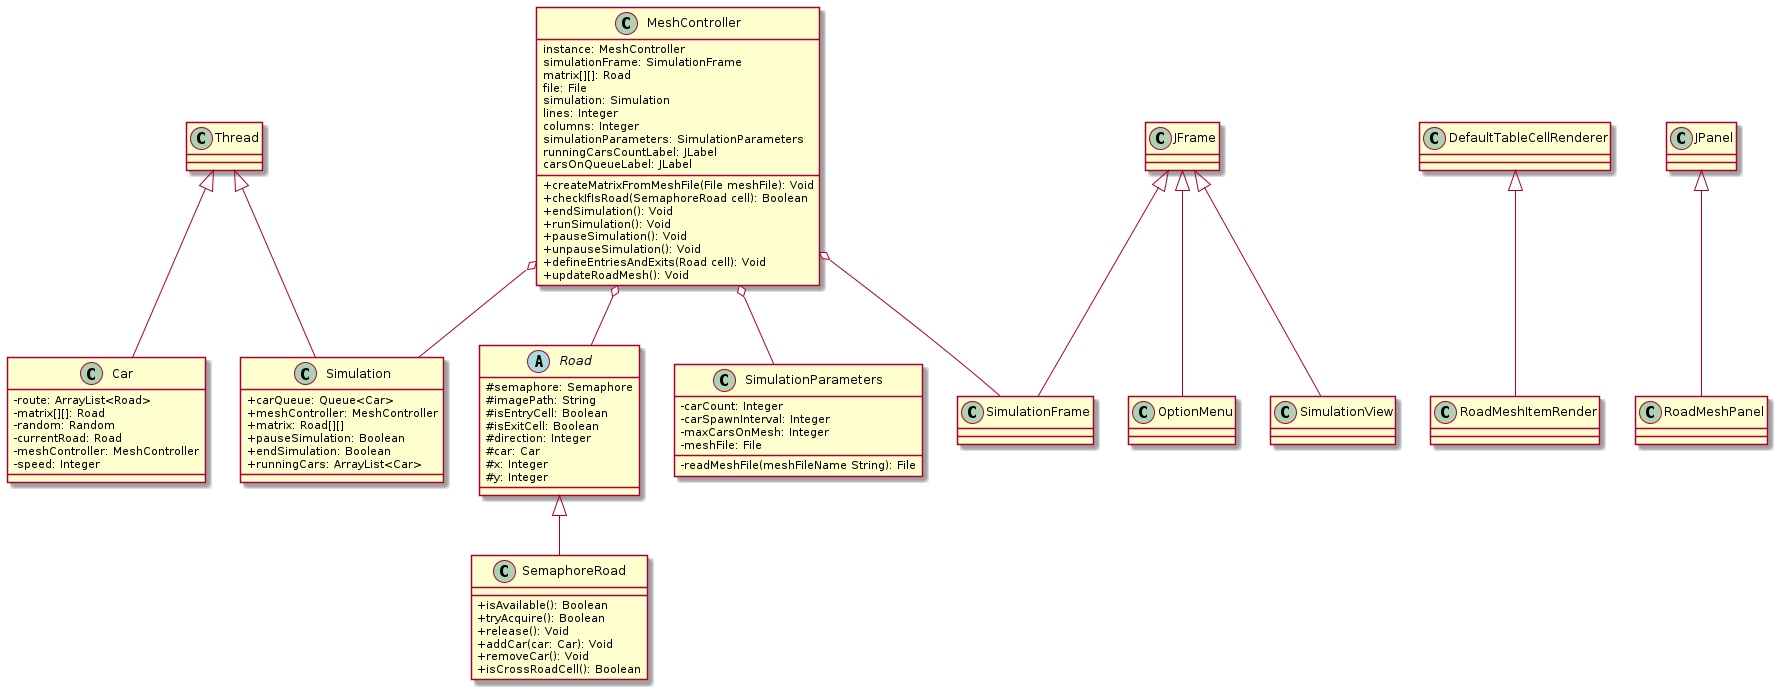 C MeshController
instance: MeshController
simulationFrame: SimulationFrame
matrix[][]: Road
file: File
simulation: Simulation
lines: Integer
columns: Integer
simulationParameters: SimulationParameters
runningCarsCountLabel: JLabel
carsOnQueueLabel: JLabel
+createMatrixFromMeshFile(File meshFile): Void
+checkIfIsRoad(SemaphoreRoad cell): Boolean
+endSimulation(): Void
+runSimulation(): Void
+pauseSimulation(): Void
+unpauseSimulation(): Void
+defineEntriesAndExits(Road cell): Void
+updateRoadMesh(): Void
C Thread
C JFrame
C DefaultTableCellRenderer
C JPanel
C Car
-route: ArrayList<Road>
-matrix[][]: Road
-random: Random
-currentRoad: Road
-meshController: MeshController
-speed: Integer
C Simulation
+carQueue: Queue<Car>
+meshController: MeshController
+matrix: Road[][]
+pauseSimulation: Boolean
+endSimulation: Boolean
+runningCars: ArrayList<Car>
A Road
#semaphore: Semaphore
#imagePath: String
#isEntryCell: Boolean
#isExitCell: Boolean
#direction: Integer
#car: Car
#x: Integer
#y: Integer
C SimulationParameters
-carCount: Integer
-carSpawnInterval: Integer
-maxCarsOnMesh: Integer
-meshFile: File
-readMeshFile(meshFileName String): File
C SimulationFrame
C OptionMenu
C SimulationView
C RoadMeshItemRender
C RoadMeshPanel
C SemaphoreRoad
+isAvailable(): Boolean
+tryAcquire(): Boolean
+release(): Void
+addCar(car: Car): Void
+removeCar(): Void
+isCrossRoadCell(): Boolean